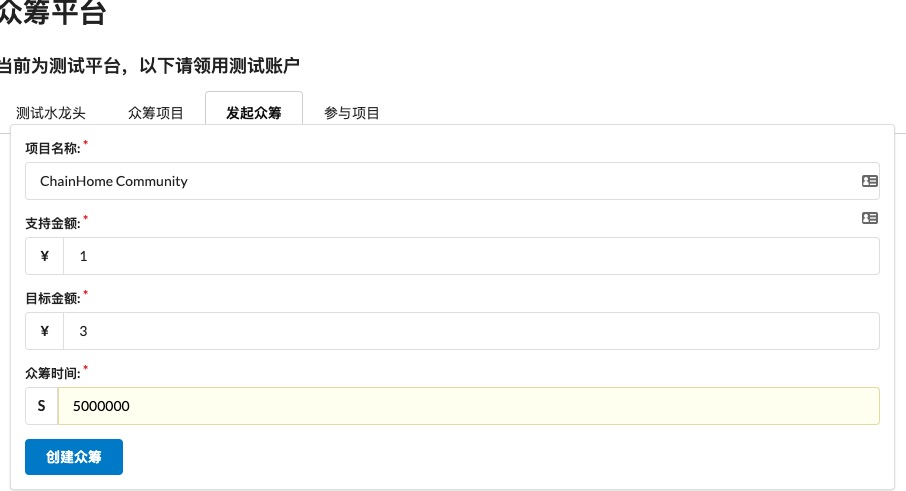 众筹平台
当前为测试平台，以下请领用测试账户
测试水龙头 众筹项目 发起众筹 参与项目
项目名称:*
ChainHome Community
支持金额:*
¥ 1
目标金额:*
¥ 3
众筹时间:*
S 5000000
创建众筹